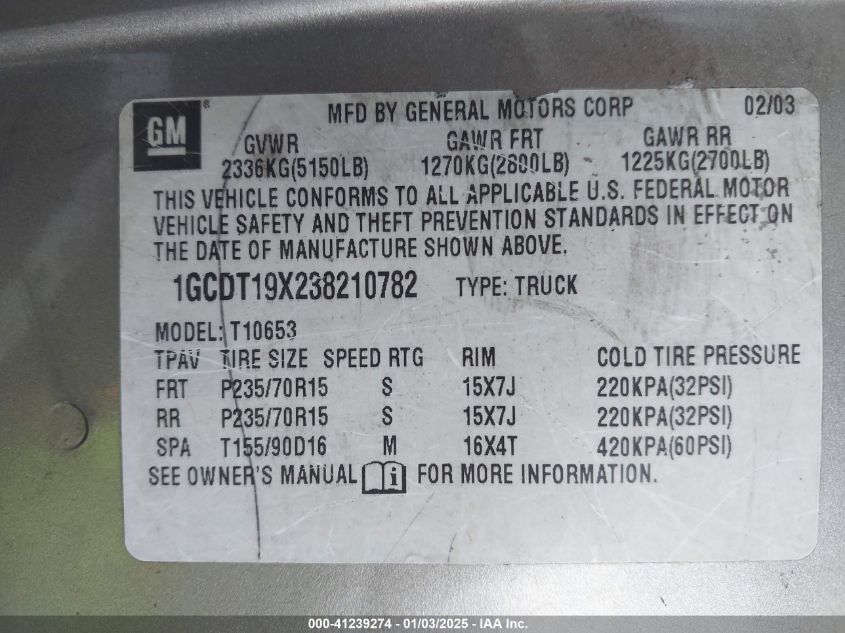 GM® MFD BY GENERAL MOTORS CORP 02/03
GVWR GAWR FRT GAWR RR
2336KG(5150LB) 1270KG(2800LB) 1225KG(2700LB)
THIS VEHICLE CONFORMS TO ALL APPLICABLE U.S. FEDERAL MOTOR
VEHICLE SAFETY AND THEFT PREVENTION STANDARDS IN EFFECT ON
THE DATE OF MANUFACTURE SHOWN ABOVE.
1GCDT19X238210782 TYPE: TRUCK
MODEL: T10653
TPAV TIRE SIZE SPEED RTG RIM COLD TIRE PRESSURE
FRT P235/70R15 S 15X7J 220KPA(32PSI)
RR P235/70R15 S 15X7J 220KPA(32PSI)
SPA T155/90D16 M 16X4T 420KPA(60PSI)
SEE OWNER'S MANUAL i FOR MORE INFORMATION.
000-41239274 - 01/03/2025 - IAA Inc.